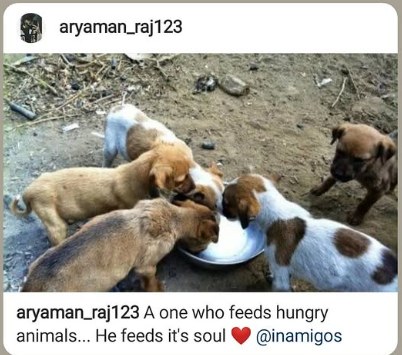 aryaman_raj123
aryaman_raj123 A one who feeds hungry
animals... He feeds it's soul ❤️ @inamigos